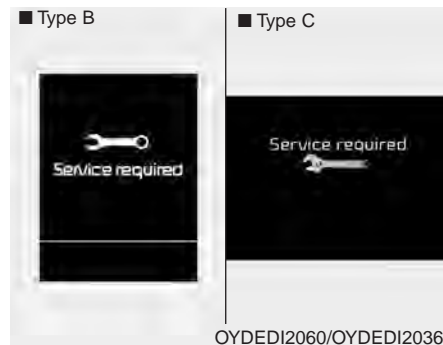 ■ Type B
■ Type C
Service required
Service required
OYDEDI2060/OYDEDI2036